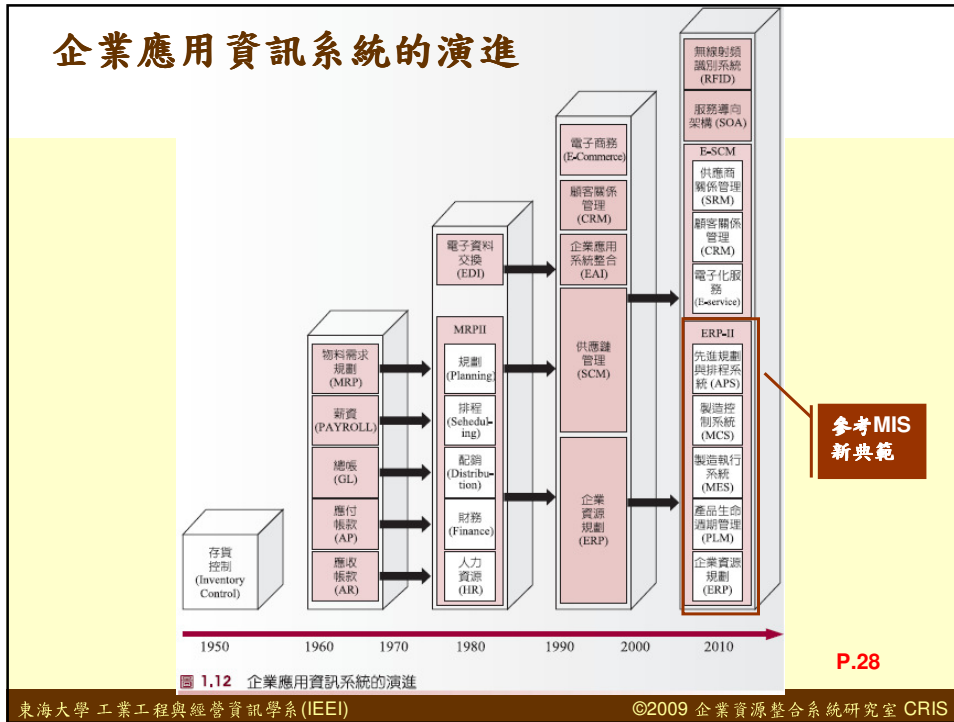 企業應用資訊系統的演進
存貨
控制
(Inventory
Control)
物料需求
規劃
(MRP)
薪資
(PAYROLL)
總帳
(GL)
應付
帳款
(AP)
應收
帳款
(AR)
電子資料
交換
(EDI)
MRPII
規劃
(Planning)
排程
(Schedul-
ing)
配銷
(Distribu-
tion)
財務
(Finance)
人力
資源
(HR)
電子商務
(E-Commerce)
顧客關係
管理
(CRM)
企業應用
系統整合
(EAI)
供應鏈
管理
(SCM)
企業
資源
規劃
(ERP)
無線射頻
識別系統
(RFID)
服務導向
架構 (SOA)
E-SCM
供應商
關係管理
(SRM)
顧客關係
管理
(CRM)
電子化服
務
(E-service)
ERP-II
先進規劃
與排程系
統 (APS)
製造控
制系統
(MCS)
製造執行
系統
(MES)
產品生命
週期管理
(PLM)
企業資源
規劃
(ERP)
參考MIS
新典範
1950 1960 1970 1980 1990 2000 2010
P.28
圖 1.12 企業應用資訊系統的演進
東海大學 工業工程與經營資訊學系(IEEI) ©2009 企業資源整合系統研究室 CRIS